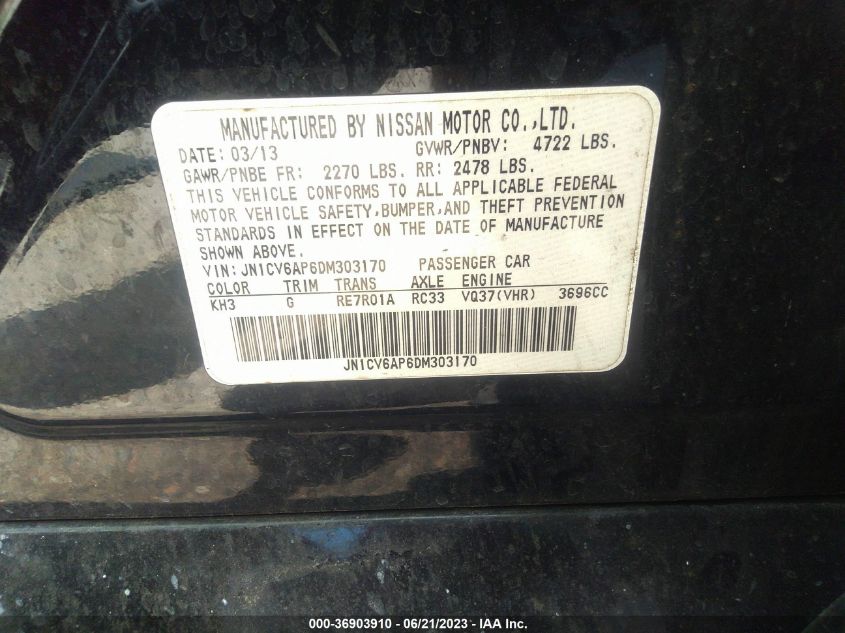 MANUFACTURED BY NISSAN MOTOR CO.,LTD.
DATE: 03/13 GVWR/PNBV: 4722 LBS.
GAWR/PNBE FR: 2270 LBS. RR: 2478 LBS.
THIS VEHICLE CONFORMS TO ALL APPLICABLE FEDERAL
MOTOR VEHICLE SAFETY,BUMPER,AND THEFT PREVENTION
STANDARDS IN EFFECT ON THE DATE OF MANUFACTURE
SHOWN ABOVE.
VIN: JN1CV6AP6DM303170 PASSENGER CAR
COLOR TRIM TRANS AXLE ENGINE
KH3 G RE7R01A RC33 VQ37(VHR) 3696CC
JN1CV6AP6DM303170
000-36903910 - 06/21/2023 - IAA Inc.